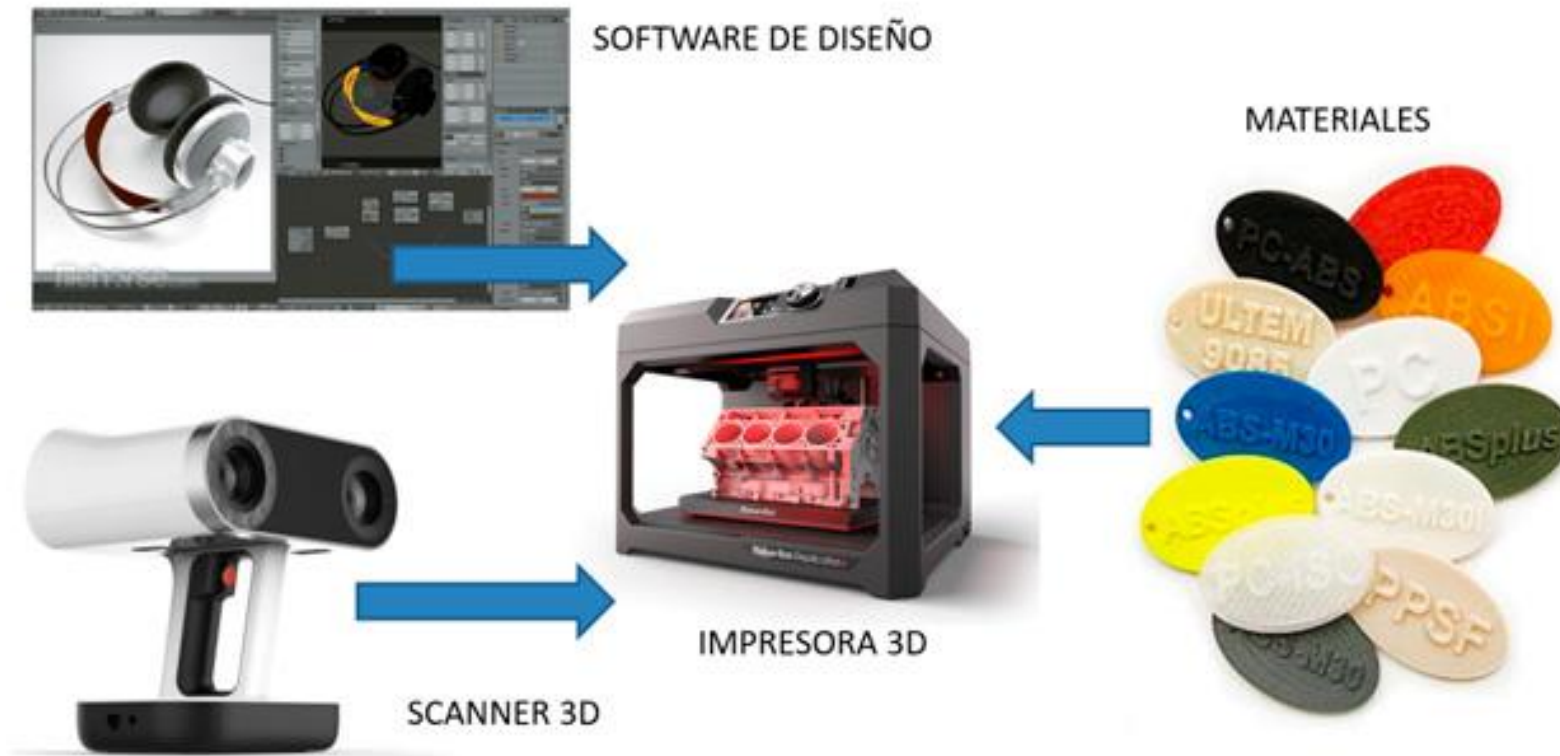 SOFTWARE DE DISEÑO
MATERIALES
PC-ABS
ABSi
ULTEM
9085
PC
ABS-M30
ABSplus
ABS-M30i
PC-ISO
PPSF
IMPRESORA 3D
SCANNER 3D